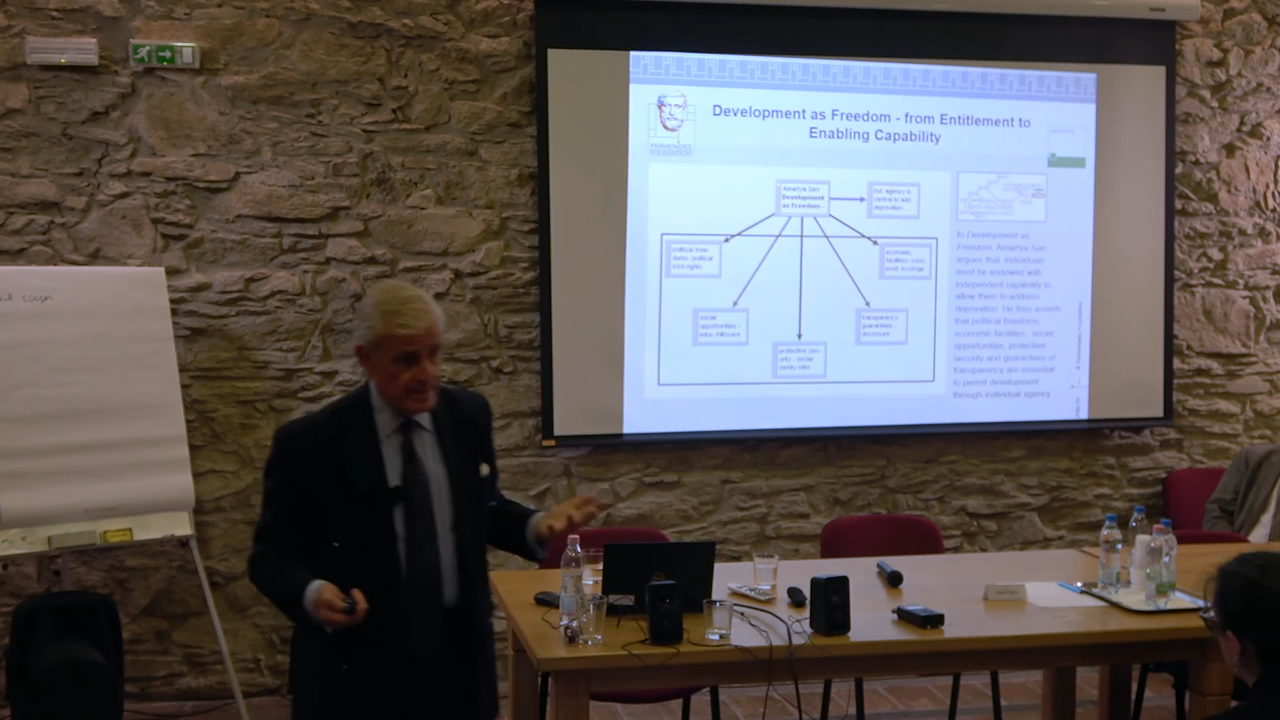 Development as Freedom - from Entitlement to
Enabling Capability
PARMENIDES
FOUNDATION
Amartya Sen:
Development
as Freedom -
ind. agency is
central to add.
deprivation ...
political free-
doms- political
civil rights
economic
facilities- cons,
prod, exchnge
social
opportunities -
educ,hlthcare
transparency
guarantees -
disclosure
protective sec-
urity - social
safety nets
In Development as
Freedom, Amartya Sen
argues that individuals
must be endowed with
independent capability to
allow them to address
deprivation. He thus asserts
that political freedoms,
economic facilities, social
opportunities, protective
security and guarantees of
transparency are essential
to permit development
through individual agency